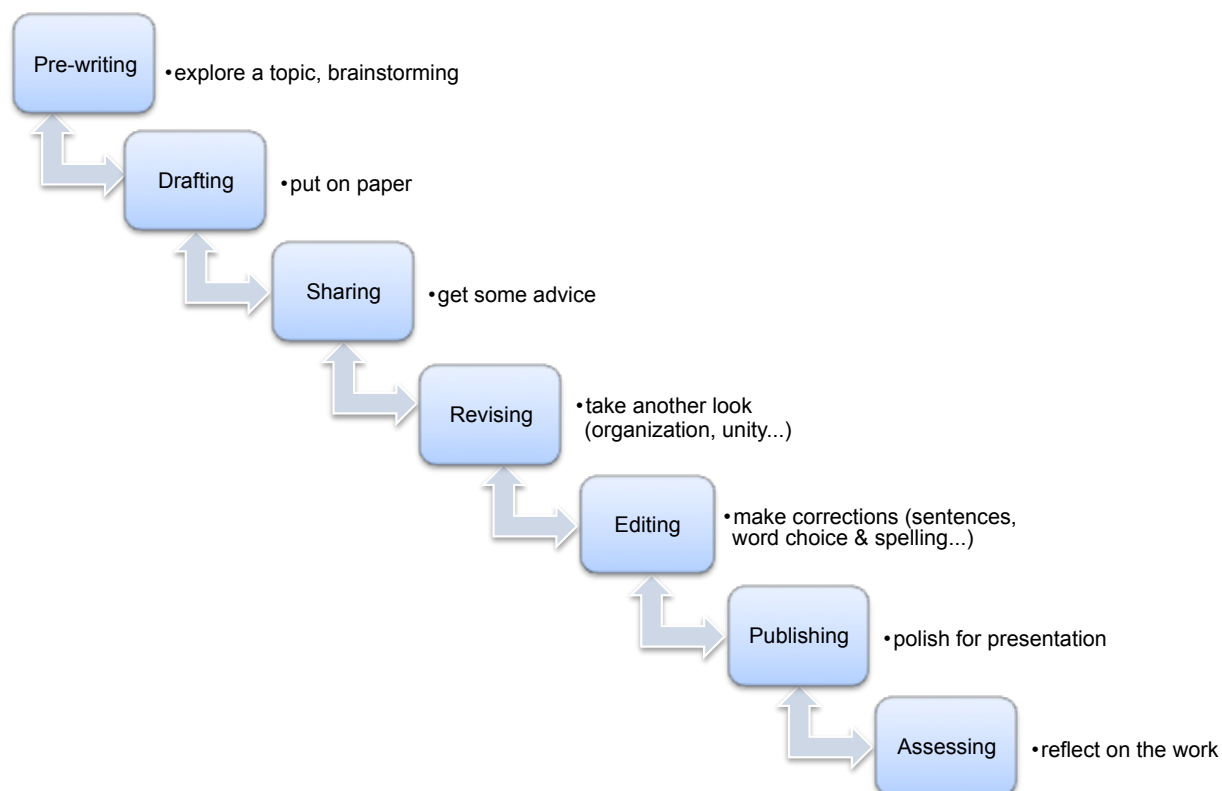 Pre-writing
•explore a topic, brainstorming
Drafting
•put on paper
Sharing
•get some advice
Revising
•take another look
(organization, unity...)
Editing
•make corrections (sentences,
word choice & spelling...)
Publishing
•polish for presentation
Assessing
•reflect on the work